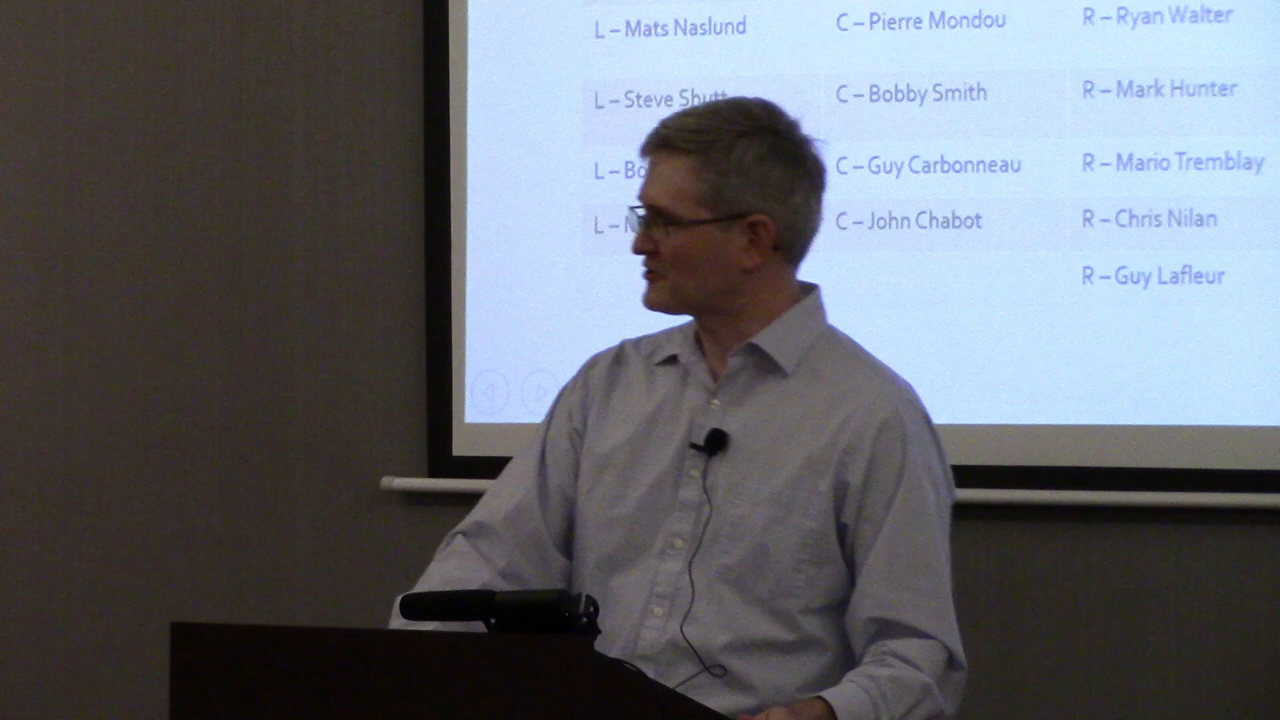 L – Mats Naslund C – Pierre Mondou R – Ryan Walter
L – Steve Shutt C – Bobby Smith R – Mark Hunter
L – Bo C – Guy Carbonneau R – Mario Tremblay
L – C – John Chabot R – Chris Nilan
R – Guy Lafleur